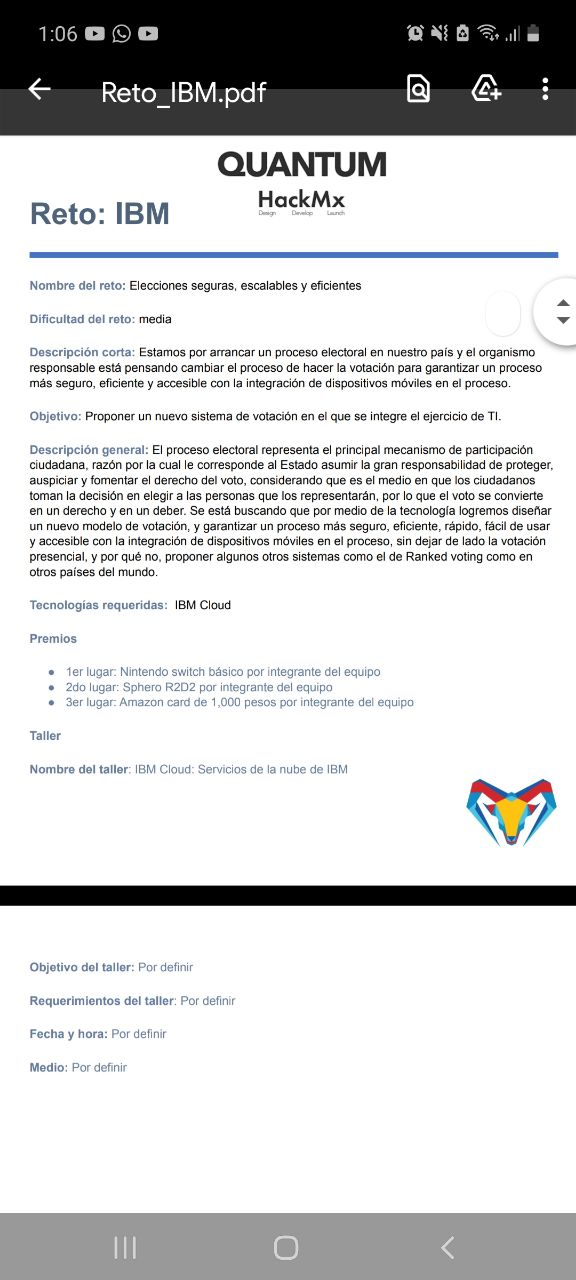 1:06
Reto_IBM.pdf
QUANTUM
HackMx
Design Develop Launch
Reto: IBM
Nombre del reto: Elecciones seguras, escalables y eficientes
Dificultad del reto: media
Descripción corta: Estamos por arrancar un proceso electoral en nuestro país y el organismo
responsable está pensando cambiar el proceso de hacer la votación para garantizar un proceso
más seguro, eficiente y accesible con la integración de dispositivos móviles en el proceso.
Objetivo: Proponer un nuevo sistema de votación en el que se integre el ejercicio de TI.
Descripción general: El proceso electoral representa el principal mecanismo de participación
ciudadana, razón por la cual le corresponde al Estado asumir la gran responsabilidad de proteger,
auspiciar y fomentar el derecho del voto, considerando que es el medio en que los ciudadanos
toman la decisión en elegir a las personas que los representarán, por lo que el voto se convierte
en un derecho y en un deber. Se está buscando que por medio de la tecnología logremos diseñar
un nuevo modelo de votación, y garantizar un proceso más seguro, eficiente, rápido, fácil de usar
y accesible con la integración de dispositivos móviles en el proceso, sin dejar de lado la votación
presencial, y por qué no, proponer algunos otros sistemas como el de Ranked voting como en
otros países del mundo.
Tecnologías requeridas: IBM Cloud
Premios
• 1er lugar: Nintendo switch básico por integrante del equipo
• 2do lugar: Sphero R2D2 por integrante del equipo
• 3er lugar: Amazon card de 1,000 pesos por integrante del equipo
Taller
Nombre del taller: IBM Cloud: Servicios de la nube de IBM
Objetivo del taller: Por definir
Requerimientos del taller: Por definir
Fecha y hora: Por definir
Medio: Por definir